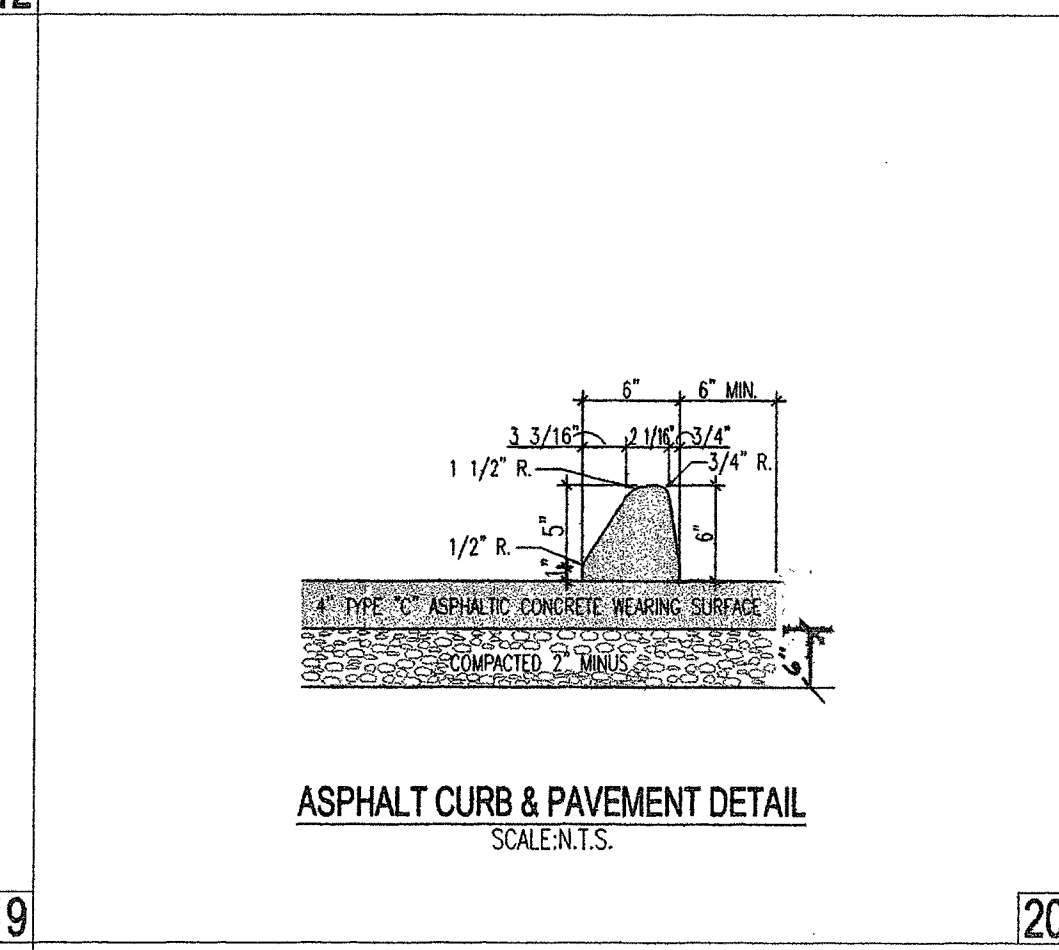 6" 6" MIN.
3 3/16" 2 1/16" 3/4"
1 1/2" R. 3/4" R.
5" 6"
1/2" R.
1"
4" TYPE "C" ASPHALTIC CONCRETE WEARING SURFACE
COMPACTED 2" MINUS
6"
ASPHALT CURB & PAVEMENT DETAIL
SCALE:N.T.S.
9 20